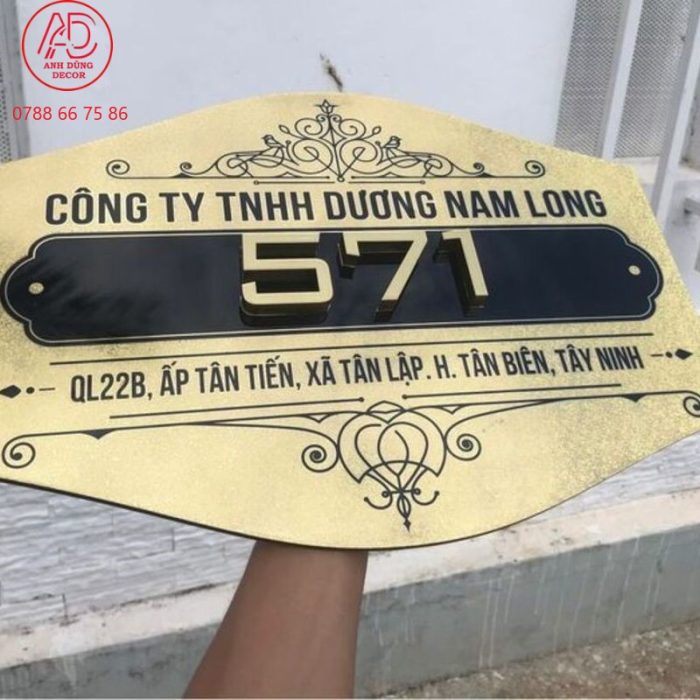 AD
ANH DŨNG
DECOR
0788 66 75 86
CÔNG TY TNHH DƯƠNG NAM LONG
571
QL22B, ẤP TÂN TIẾN, XÃ TÂN LẬP. H. TÂN BIÊN, TÂY NINH